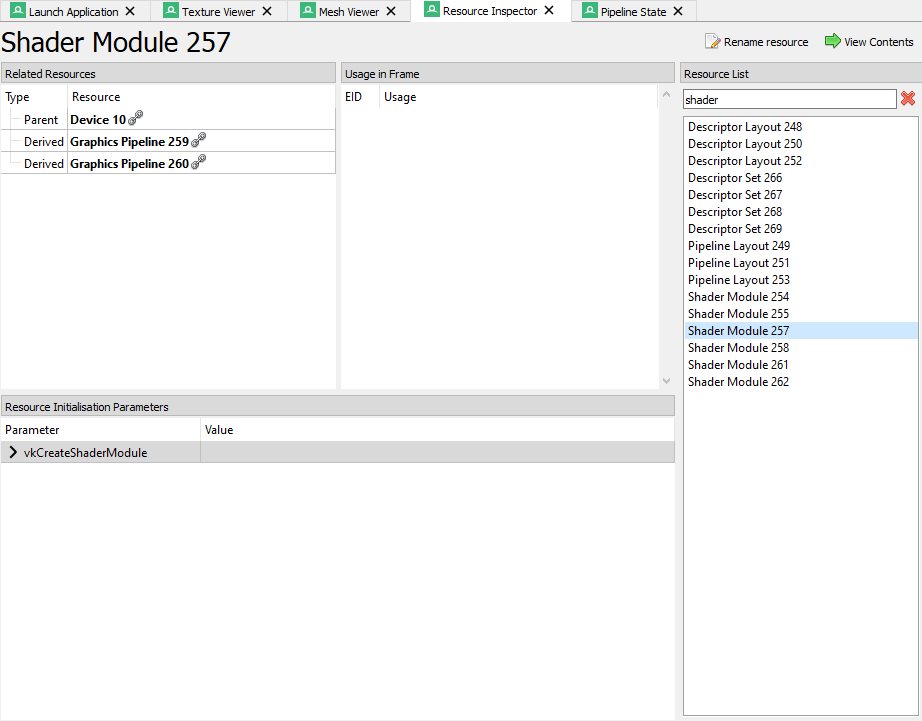 Launch Application
Texture Viewer
Mesh Viewer
Resource Inspector
Pipeline State
Shader Module 257
Rename resource
View Contents
Related Resources
Type Resource
Parent Device 10
Derived Graphics Pipeline 259
Derived Graphics Pipeline 260
Usage in Frame
EID Usage
Resource List
shader
Descriptor Layout 248
Descriptor Layout 250
Descriptor Layout 252
Descriptor Set 266
Descriptor Set 267
Descriptor Set 268
Descriptor Set 269
Pipeline Layout 249
Pipeline Layout 251
Pipeline Layout 253
Shader Module 254
Shader Module 255
Shader Module 257
Shader Module 258
Shader Module 261
Shader Module 262
Resource Initialisation Parameters
Parameter Value
vkCreateShaderModule